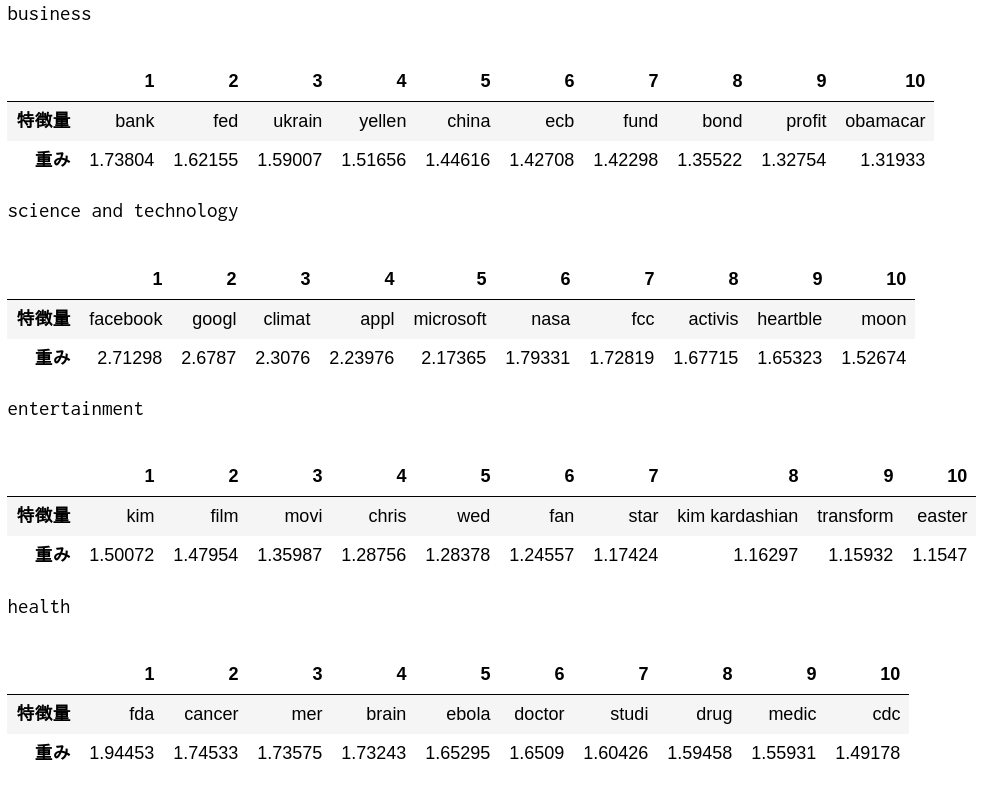 business
1 2 3 4 5 6 7 8 9 10
特徴量 bank fed ukrain yellen china ecb fund bond profit obamacar
重み 1.73804 1.62155 1.59007 1.51656 1.44616 1.42708 1.42298 1.35522 1.32754 1.31933
science and technology
1 2 3 4 5 6 7 8 9 10
特徴量 facebook googl climat appl microsoft nasa fcc activis heartble moon
重み 2.71298 2.6787 2.3076 2.23976 2.17365 1.79331 1.72819 1.67715 1.65323 1.52674
entertainment
1 2 3 4 5 6 7 8 9 10
特徴量 kim film movi chris wed fan star kim kardashian transform easter
重み 1.50072 1.47954 1.35987 1.28756 1.28378 1.24557 1.17424 1.16297 1.15932 1.1547
health
1 2 3 4 5 6 7 8 9 10
特徴量 fda cancer mer brain ebola doctor studi drug medic cdc
重み 1.94453 1.74533 1.73575 1.73243 1.65295 1.6509 1.60426 1.59458 1.55931 1.49178